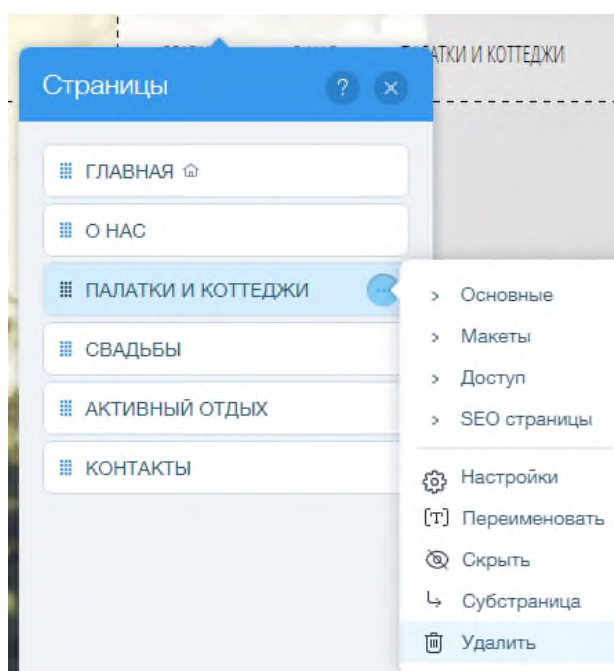 ПАЛАТКИ И КОТТЕДЖИ
Страницы
?
ГЛАВНАЯ
О НАС
ПАЛАТКИ И КОТТЕДЖИ
СВАДЬБЫ
АКТИВНЫЙ ОТДЫХ
КОНТАКТЫ
> Основные
> Макеты
> Доступ
> SEO страницы
Настройки
[T] Переименовать
Скрыть
Субстраница
Удалить